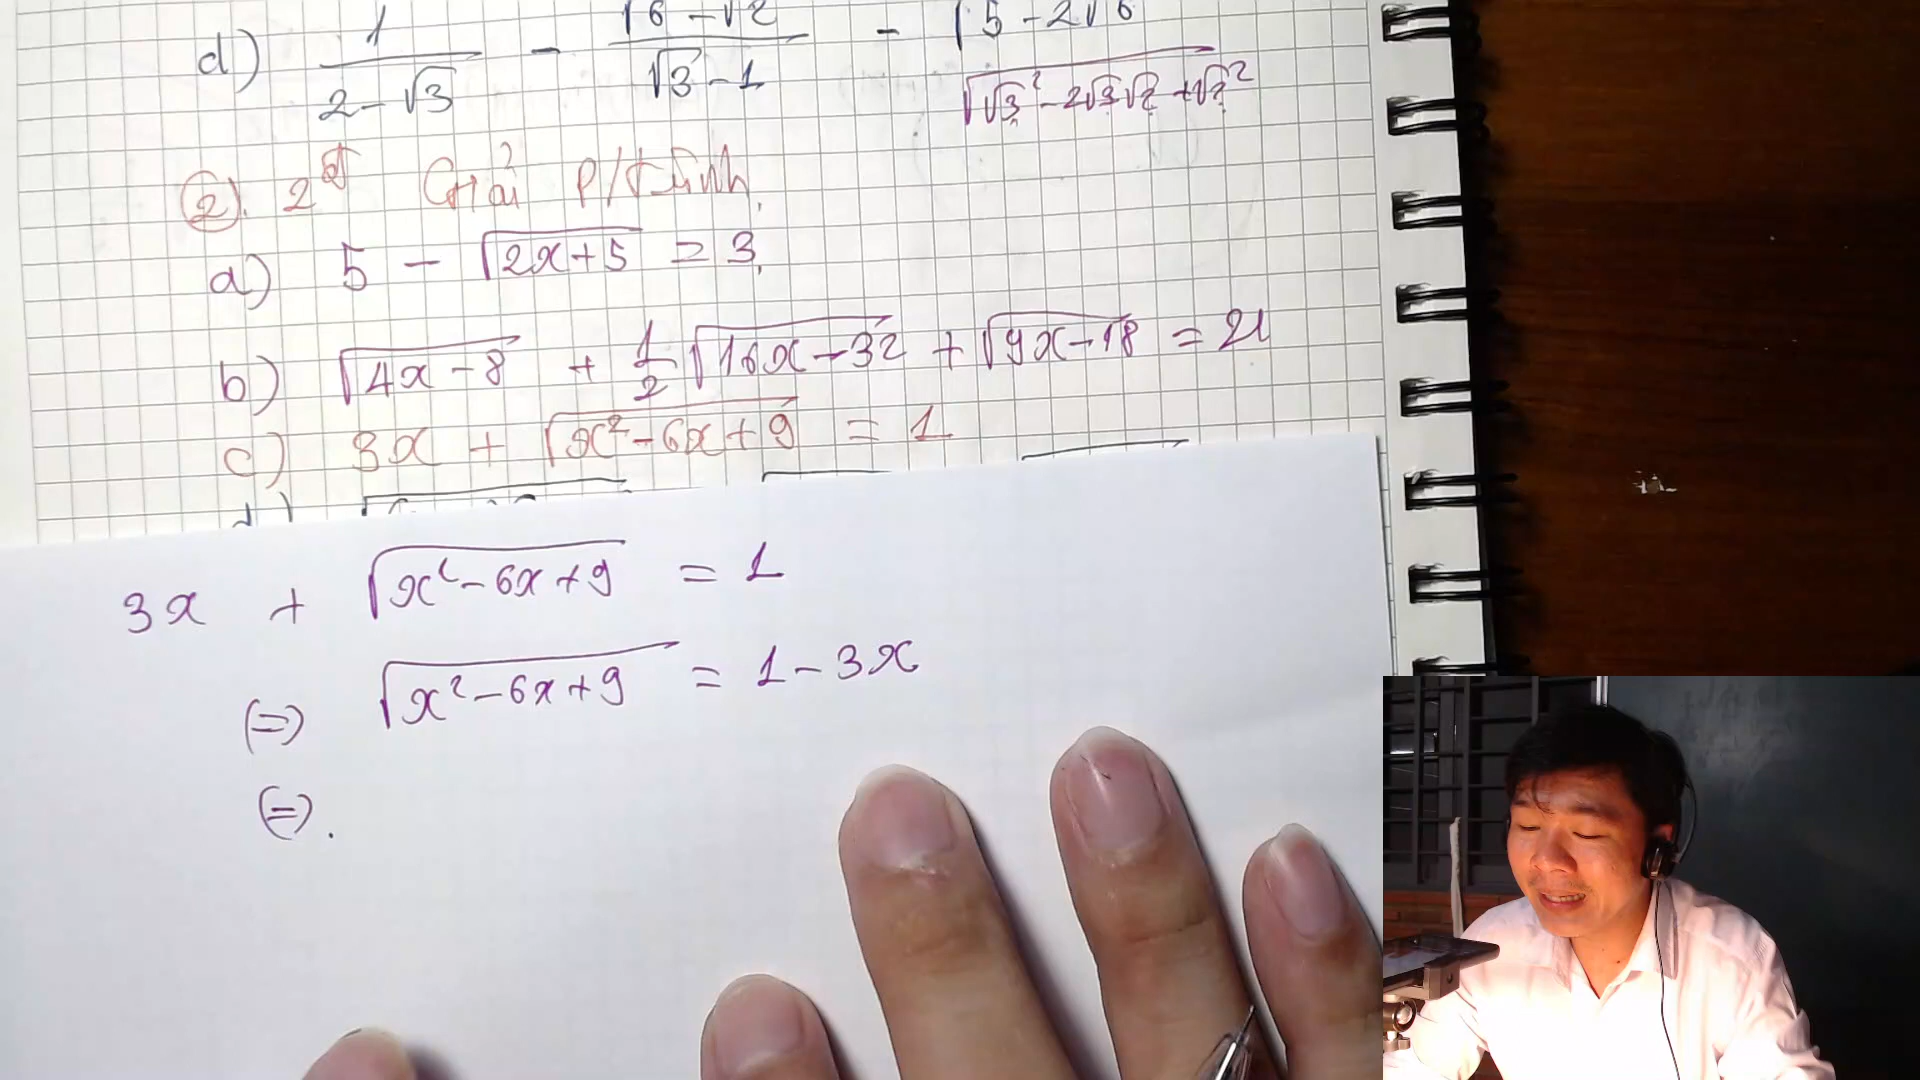 d) 1/(2-√3) - (√6-√2)/(√3-1) - √5-2√6
√(√3² - 2√3√2 + √2²)
②. 2đ Giải p/trình.
a) 5 - √(2x+5) = 3.
b) √(4x-8) + 1/2 √(16x-32) + √(9x-18) = 21
c) 3x + √(x²-6x+9) = 1
d)
3x + √(x²-6x+9) = 1
(=) √(x²-6x+9) = 1-3x
(=).